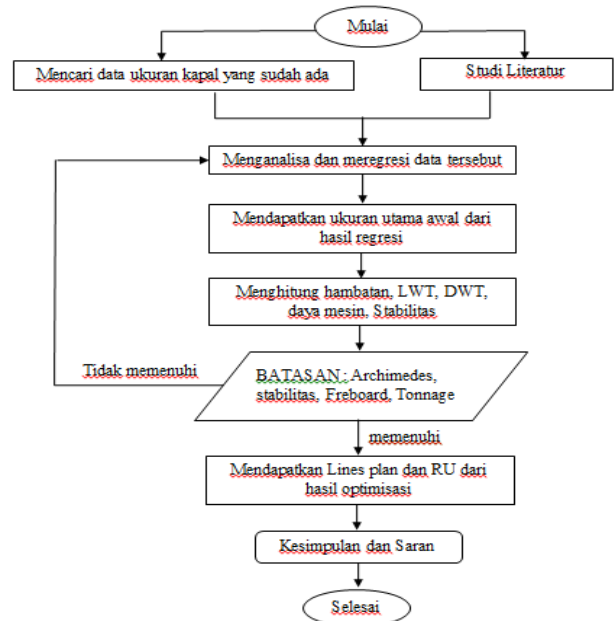 Mulai
Mencari data ukuran kapal yang sudah ada
Studi Literatur
Menganalisa dan meregresi data tersebut
Mendapatkan ukuran utama awal dari
hasil regresi
Menghitung hambatan, LWT, DWT,
daya mesin, Stabilitas
Tidak memenuhi
BATASAN : Archimedes,
stabilitas, Freboard, Tonnage
memenuhi
Mendapatkan Lines plan dan RU dari
hasil optimisasi
Kesimpulan dan Saran
Selesai